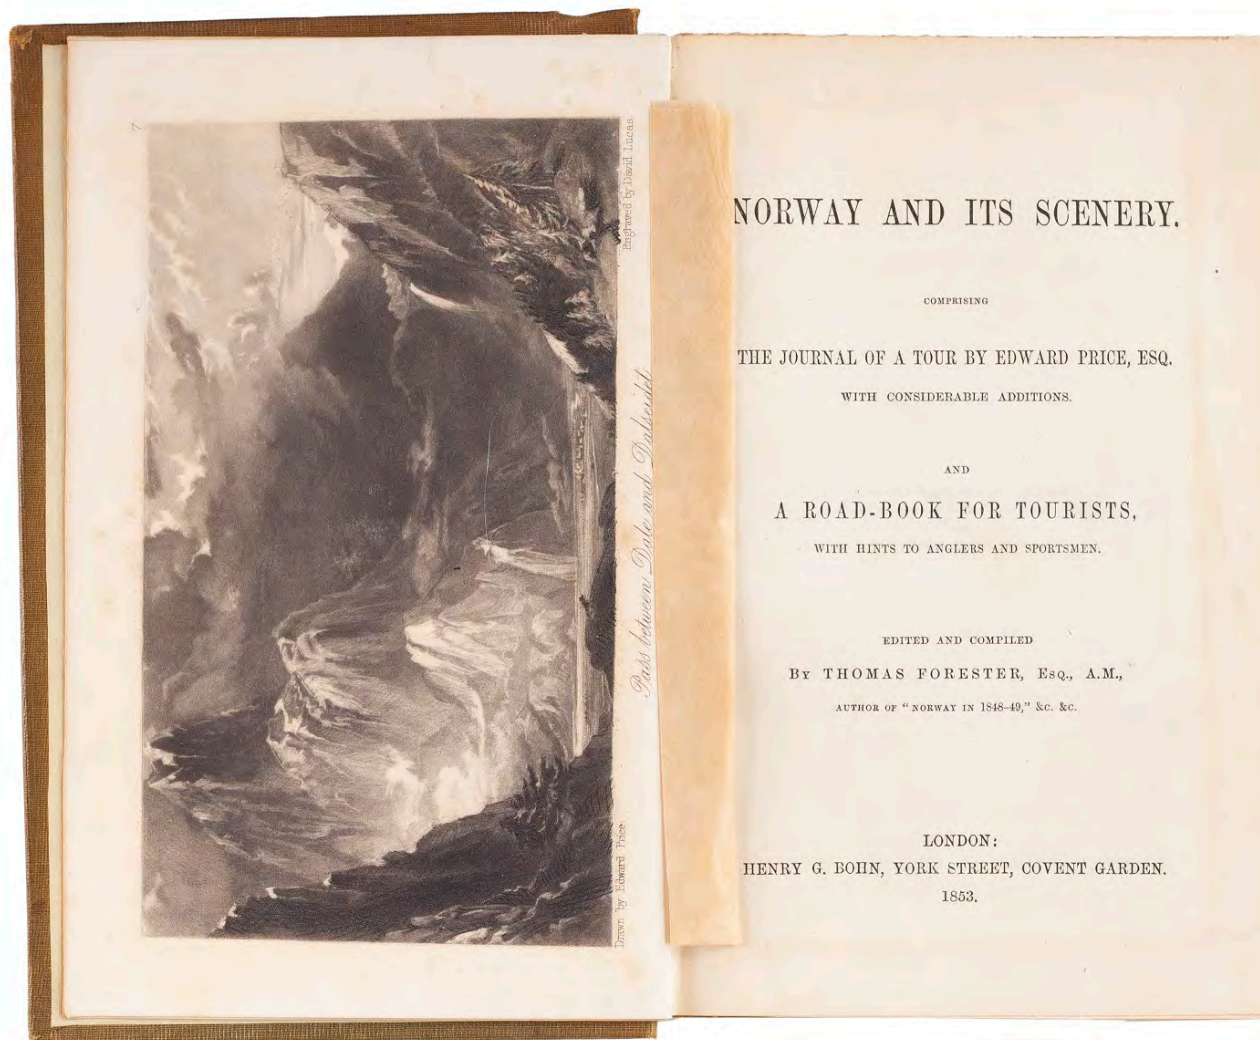 7
Engraved by David Lucas.
Drawn by Edward Price.
Pass between Dale and Dalseidet.
NORWAY AND ITS SCENERY.
COMPRISING
THE JOURNAL OF A TOUR BY EDWARD PRICE, ESQ.
WITH CONSIDERABLE ADDITIONS.
AND
A ROAD-BOOK FOR TOURISTS,
WITH HINTS TO ANGLERS AND SPORTSMEN.
EDITED AND COMPILED
BY THOMAS FORESTER, ESQ., A.M.,
AUTHOR OF "NORWAY IN 1848-49," &C. &C.
LONDON:
HENRY G. BOHN, YORK STREET, COVENT GARDEN.
1853.